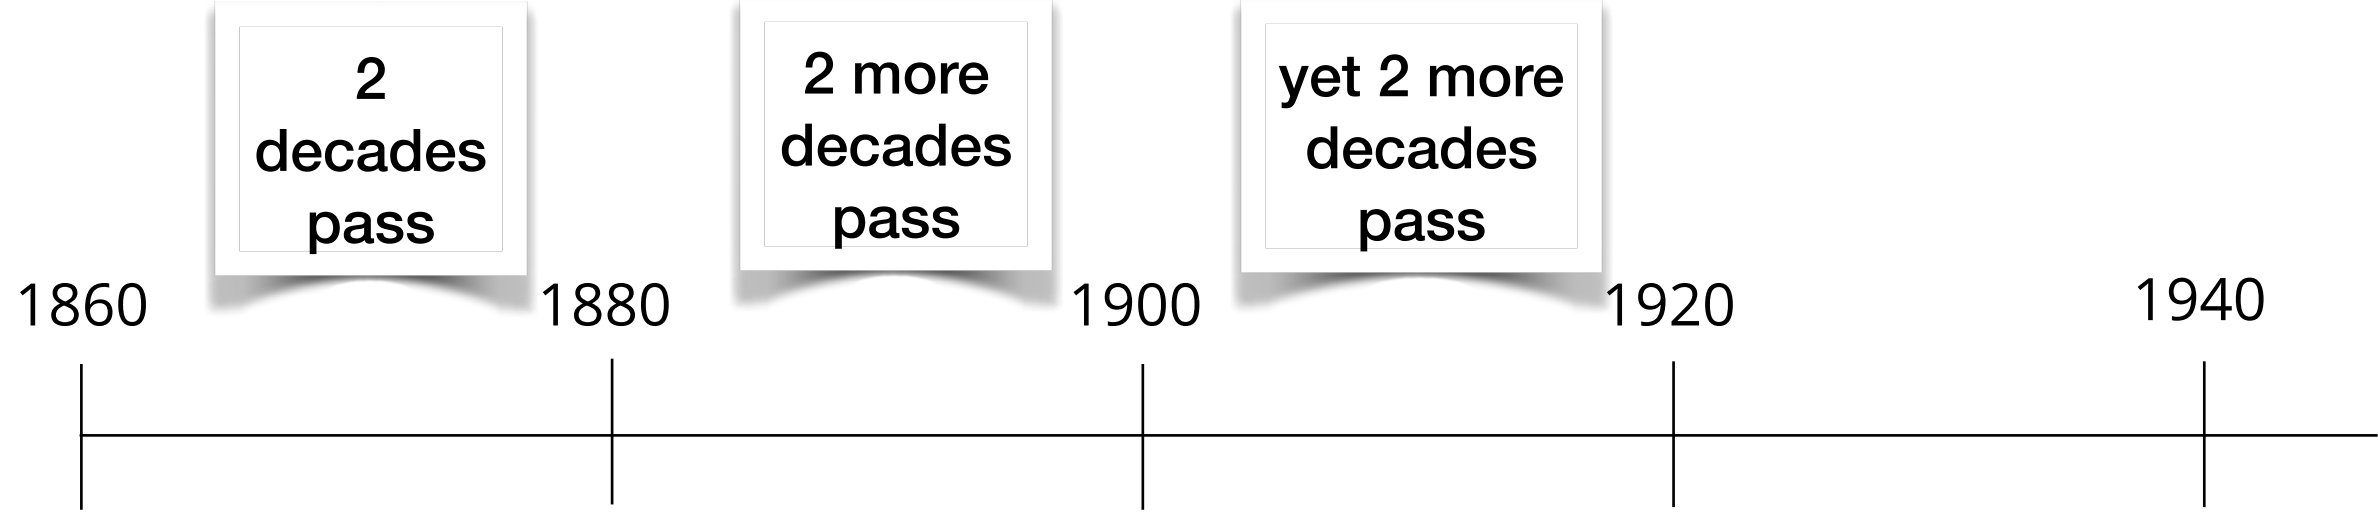 2
decades
pass
2 more
decades
pass
yet 2 more
decades
pass
1860
1880
1900
1920
1940